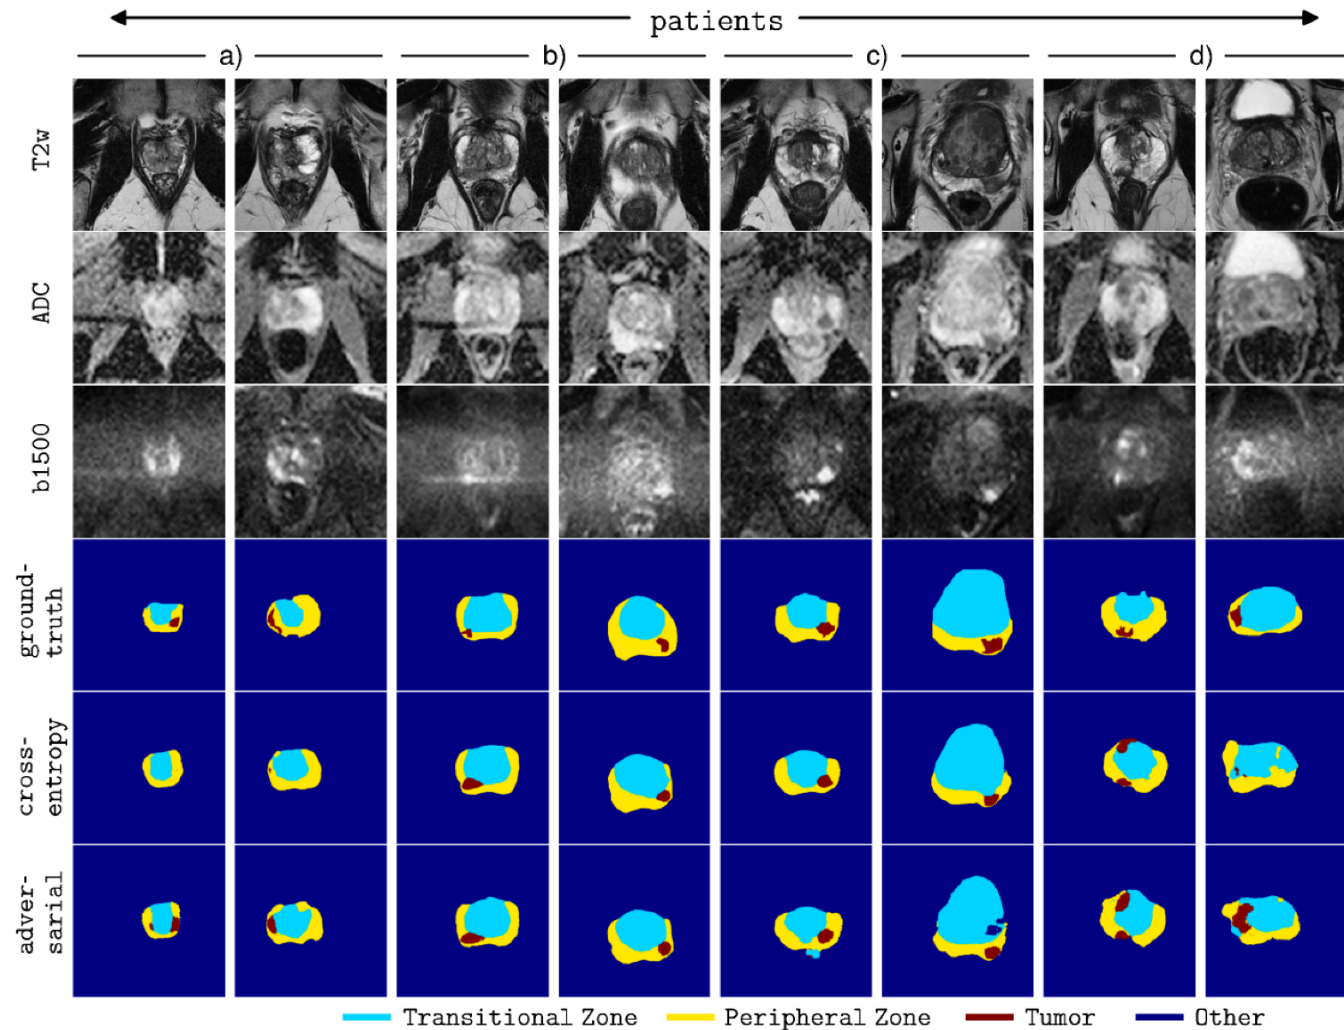 patients
a) b) c) d)
T2w
ADC
b1500
ground-
truth
cross-
entropy
adver-
sarial
Transitional Zone Peripheral Zone Tumor Other